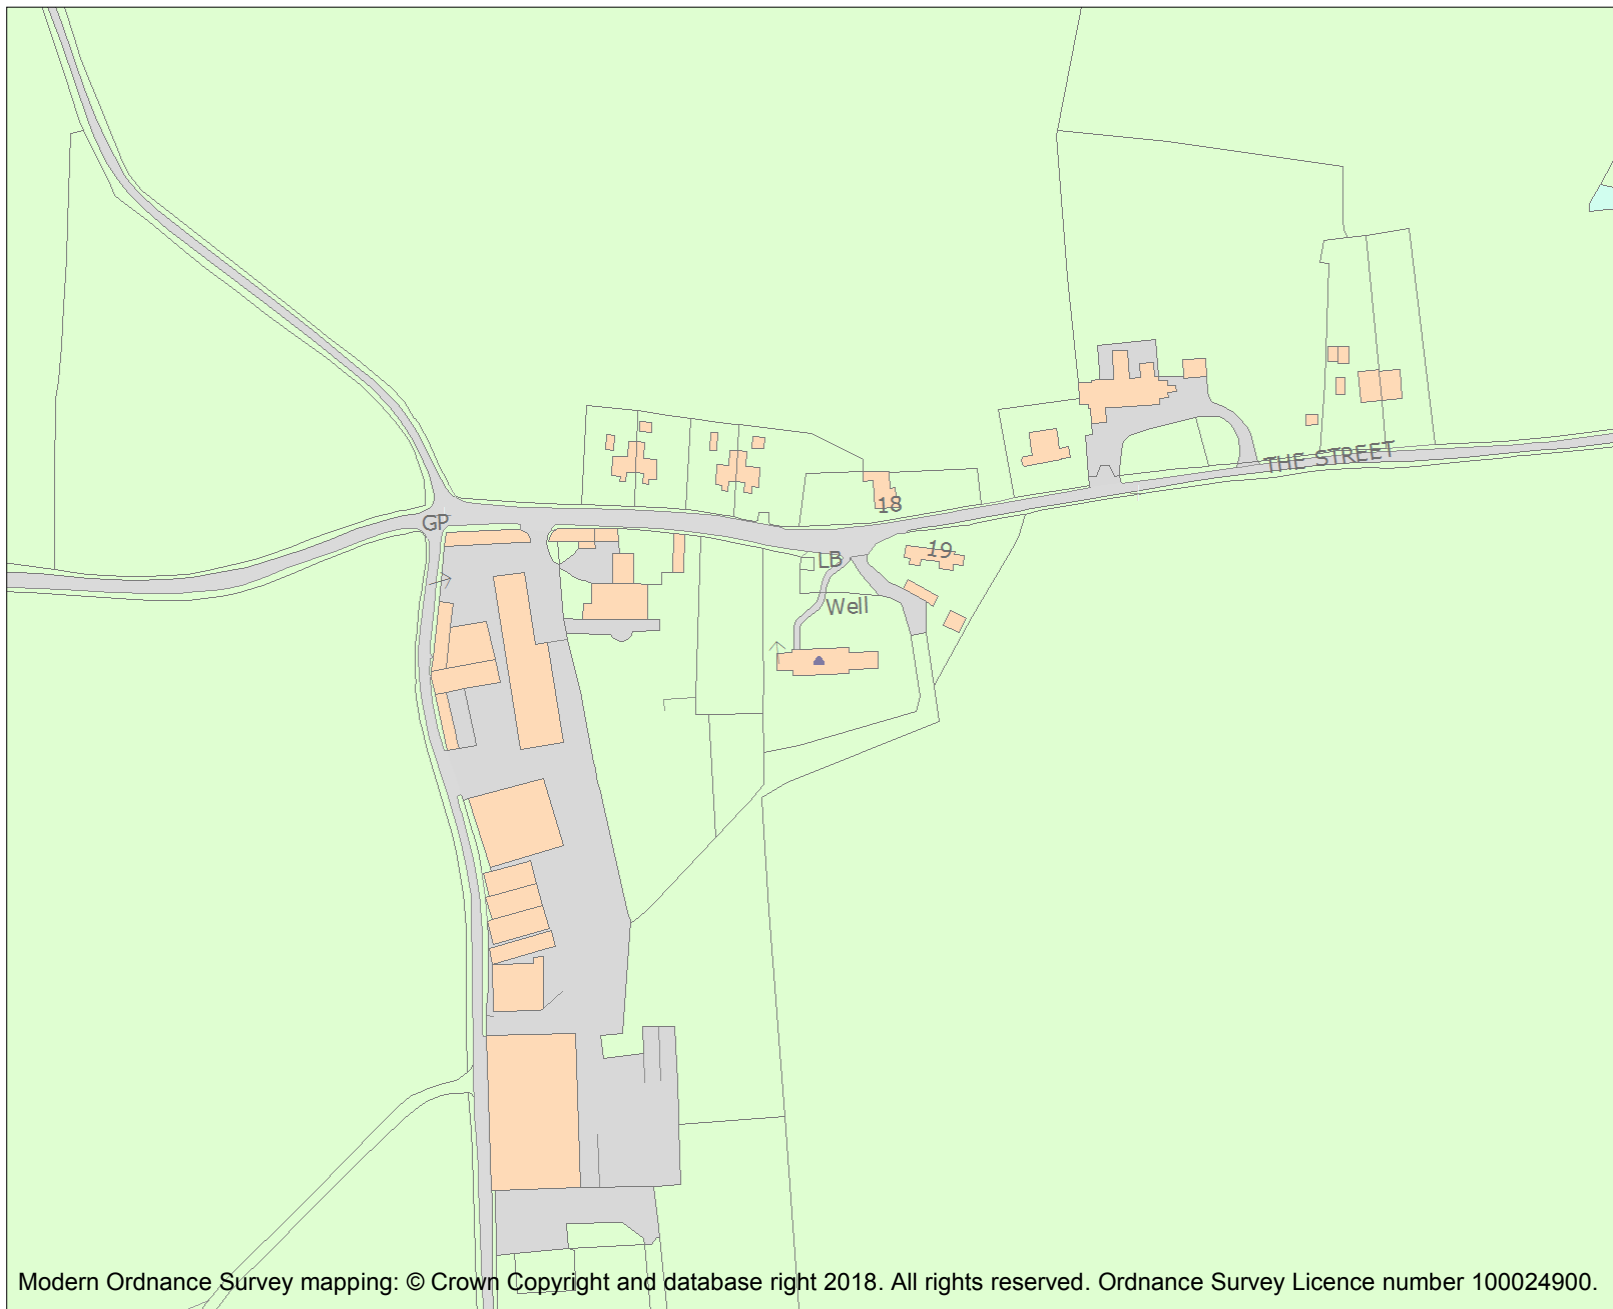 THE STREET
18
GP
19
LB
Well
Modern Ordnance Survey mapping: © Crown Copyright and database right 2018. All rights reserved. Ordnance Survey Licence number 100024900.